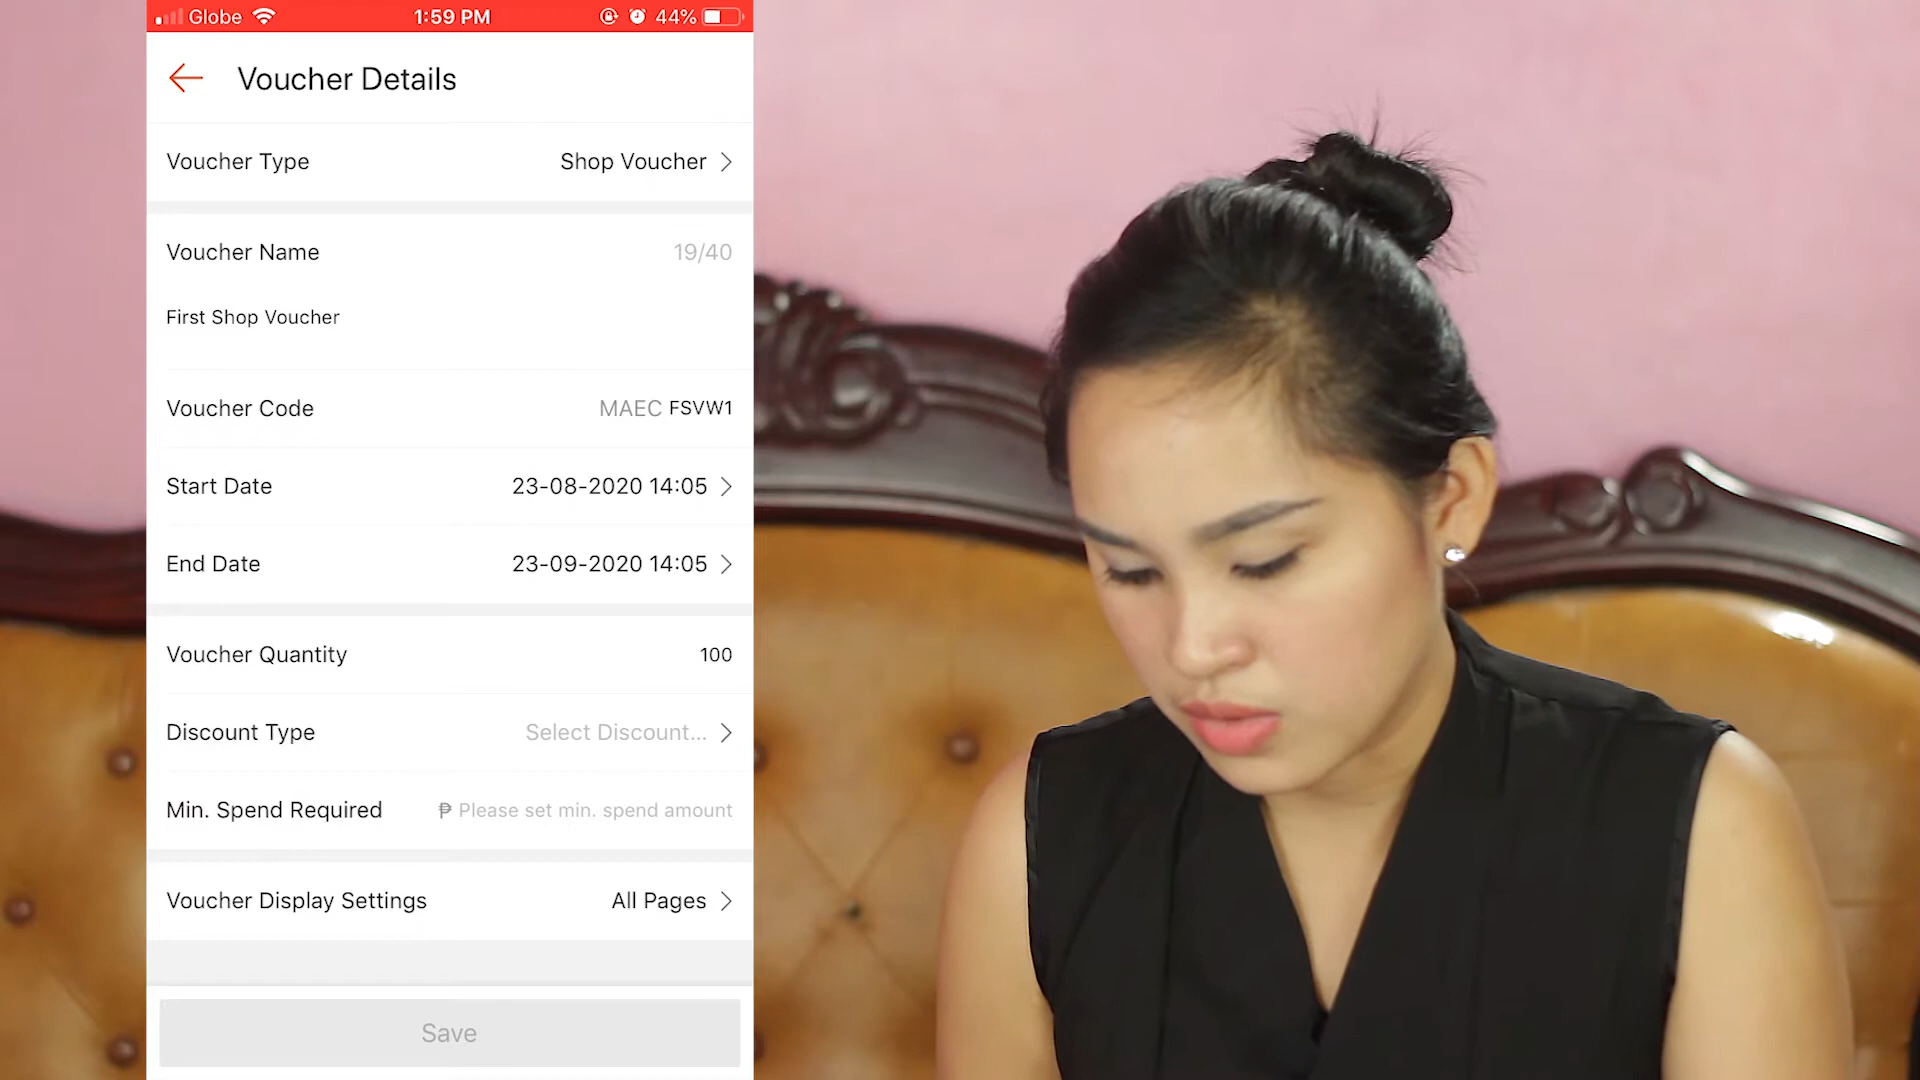 Globe 1:59 PM 44%
Voucher Details
Voucher Type Shop Voucher
Voucher Name 19/40
First Shop Voucher
Voucher Code MAEC FSVW1
Start Date 23-08-2020 14:05
End Date 23-09-2020 14:05
Voucher Quantity 100
Discount Type Select Discount...
Min. Spend Required ₱ Please set min. spend amount
Voucher Display Settings All Pages
Save